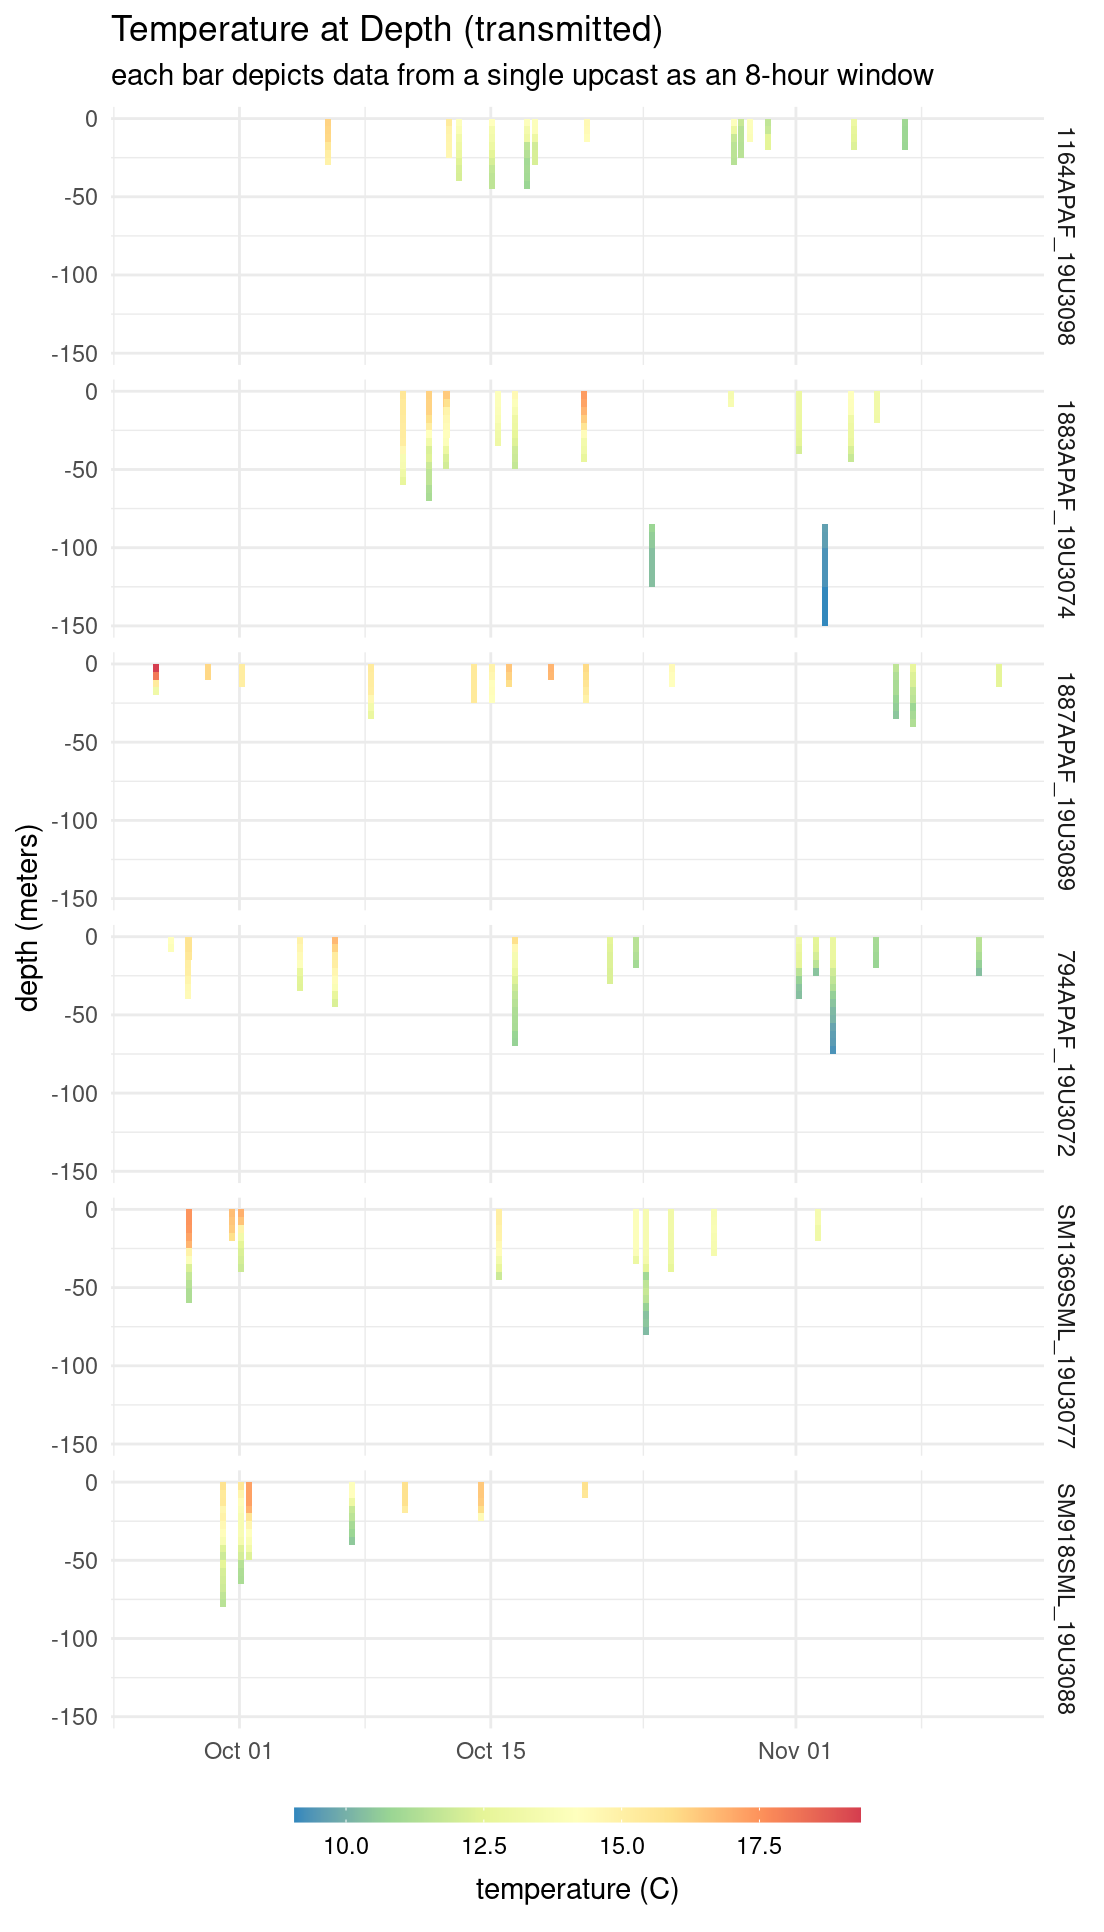 Temperature at Depth (transmitted)
each bar depicts data from a single upcast as an 8-hour window
depth (meters)
0
-50
-100
-150
1164APAF_19U3098
0
-50
-100
-150
1883APAF_19U3074
0
-50
-100
-150
1887APAF_19U3089
0
-50
-100
-150
794APAF_19U3072
0
-50
-100
-150
SM1369SML_19U3077
0
-50
-100
-150
SM918SML_19U3088
Oct 01 Oct 15 Nov 01
10.0 12.5 15.0 17.5
temperature (C)